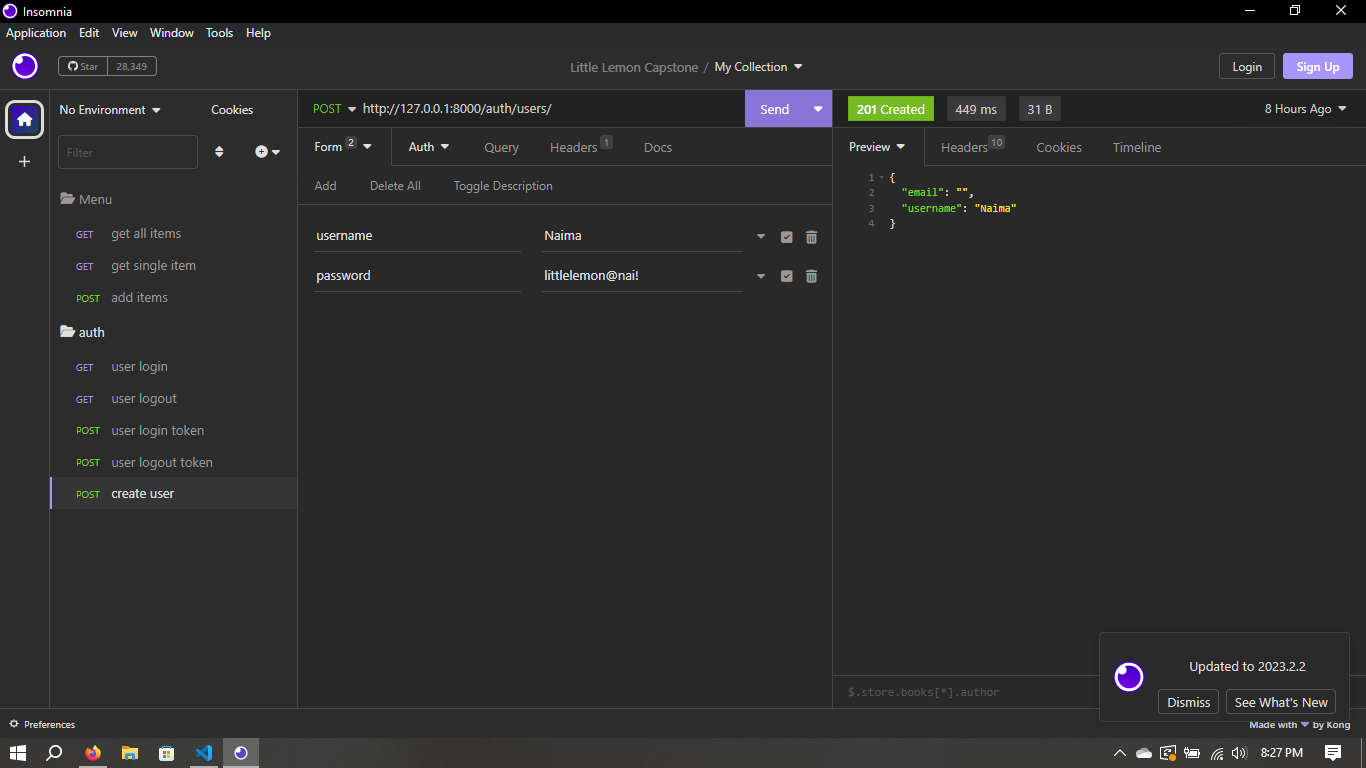 Insomnia
Application Edit View Window Tools Help
Star 28,349
Little Lemon Capstone / My Collection
Login Sign Up
No Environment Cookies
Filter
Menu
GET get all items
GET get single item
POST add items
auth
GET user login
GET user logout
POST user login token
POST user logout token
POST create user
POST http://127.0.0.1:8000/auth/users/ Send
Form 2 Auth Query Headers 1 Docs
Add Delete All Toggle Description
username Naima
password littlelemon@nai!
201 Created 449 ms 31 B 8 Hours Ago
Preview Headers 10 Cookies Timeline
1 {
2 "email": "",
3 "username": "Naima"
4 }
$.store.books[*].author
Updated to 2023.2.2
Dismiss See What's New
Preferences
Made with by Kong
8:27 PM